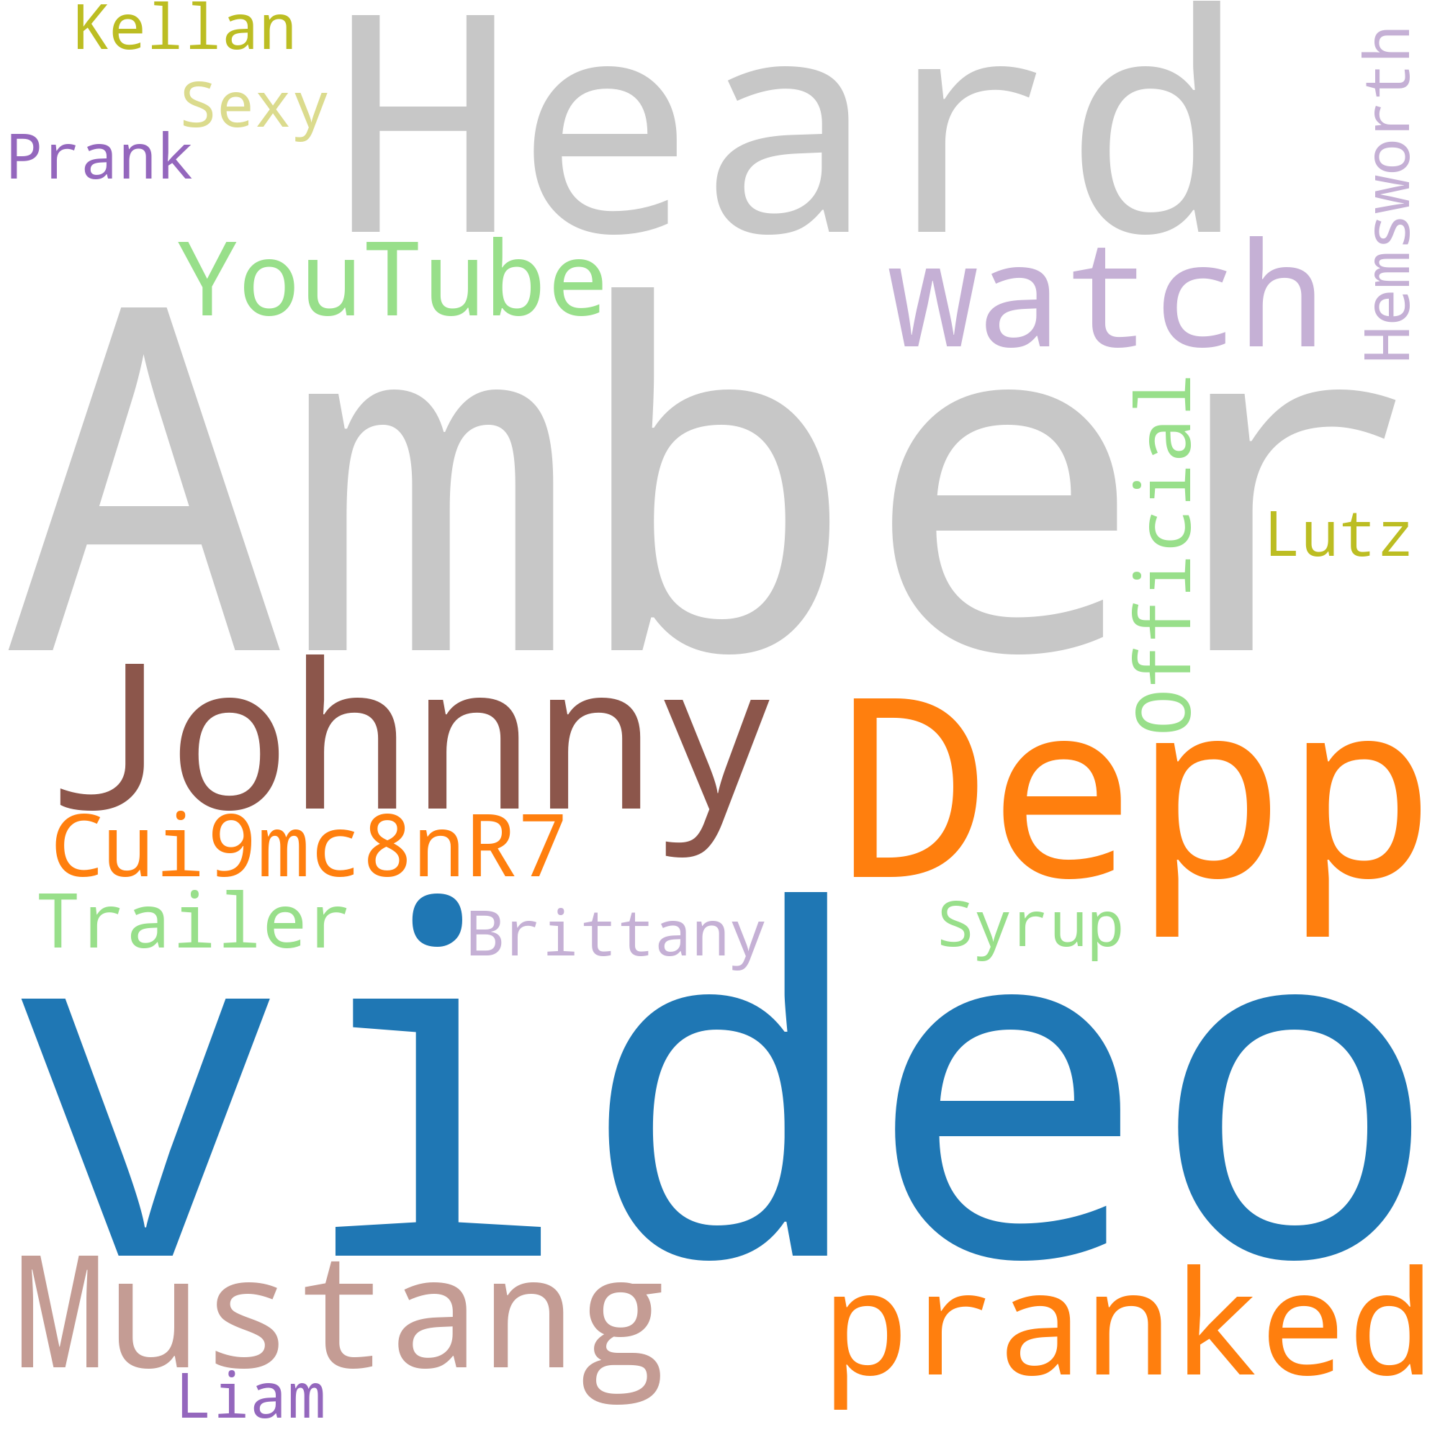 Kellan
Heard
Hemsworth
Sexy
Prank
YouTube
watch
Amber
Official
Lutz
Johnny
Depp
Cui9mc8nR7
Trailer
Brittany
Syrup
video
Mustang
pranked
Liam